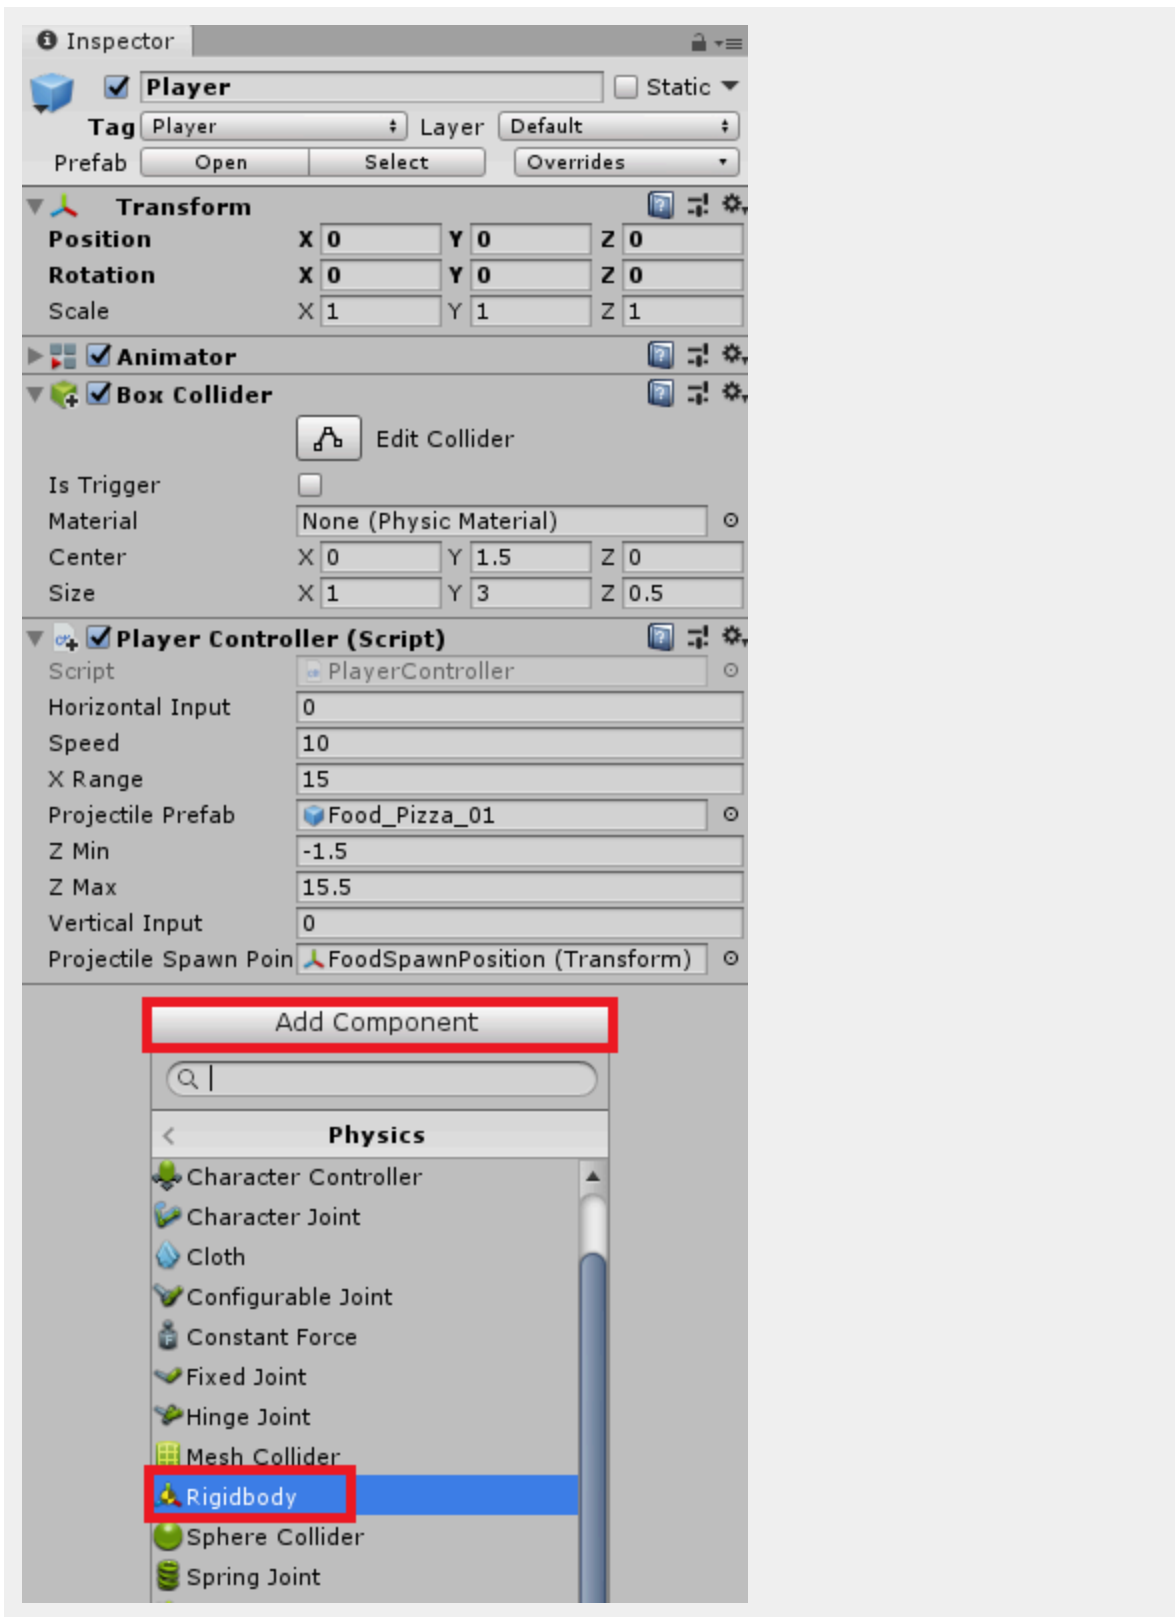 Inspector
Player Static
Tag Player Layer Default
Prefab Open Select Overrides
Transform
Position X 0 Y 0 Z 0
Rotation X 0 Y 0 Z 0
Scale X 1 Y 1 Z 1
Animator
Box Collider
Edit Collider
Is Trigger
Material None (Physic Material)
Center X 0 Y 1.5 Z 0
Size X 1 Y 3 Z 0.5
Player Controller (Script)
Script PlayerController
Horizontal Input 0
Speed 10
X Range 15
Projectile Prefab Food_Pizza_01
Z Min -1.5
Z Max 15.5
Vertical Input 0
Projectile Spawn Poin FoodSpawnPosition (Transform)
Add Component
< Physics
Character Controller
Character Joint
Cloth
Configurable Joint
Constant Force
Fixed Joint
Hinge Joint
Mesh Collider
Rigidbody
Sphere Collider
Spring Joint